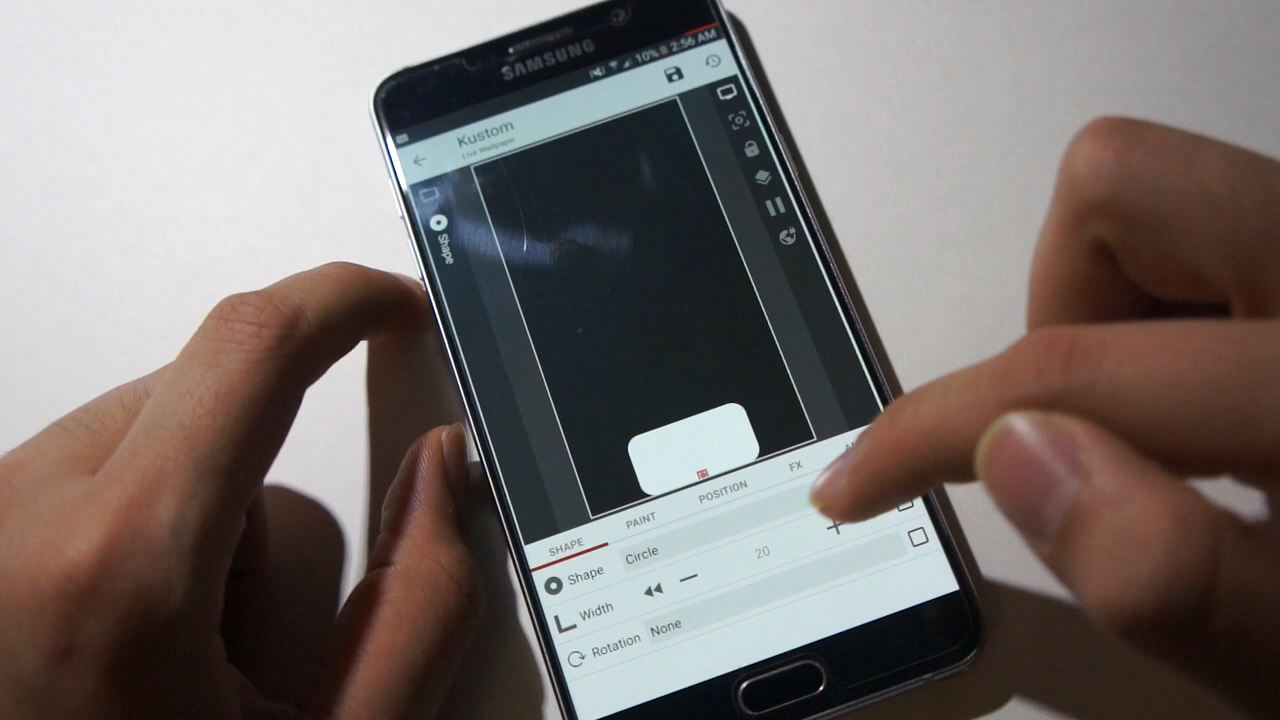 SAMSUNG
10% 2:56 AM
Kustom
Live Wallpaper
Shape
SHAPE PAINT POSITION FX
Shape Circle
Width 20
Rotation None